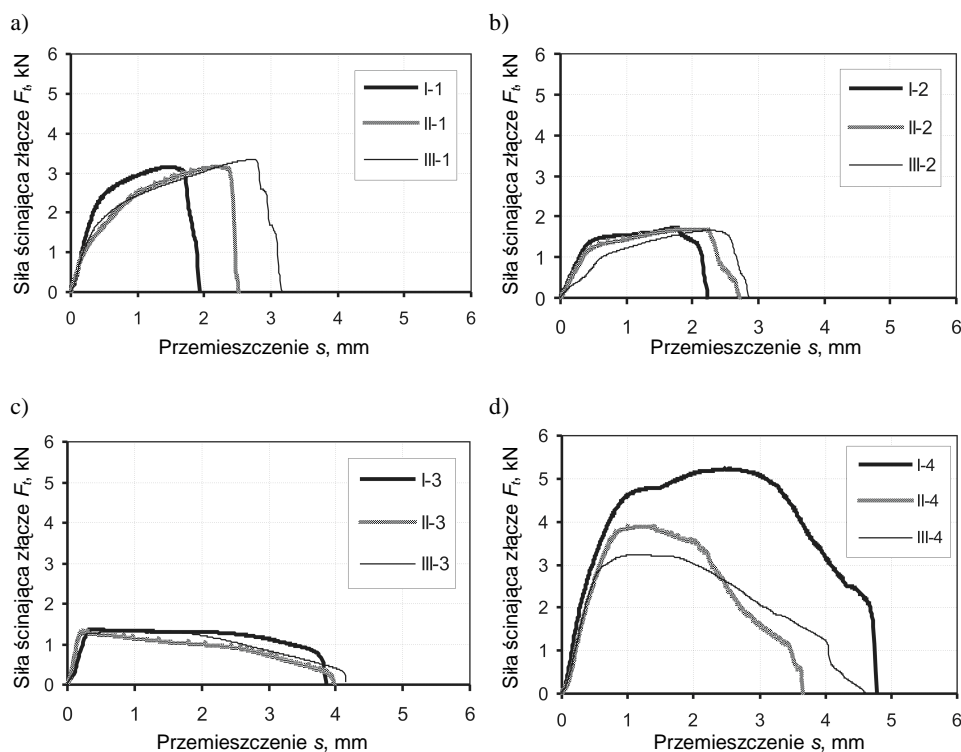 a)
6
5
4
3
2
1
0
Siła ścinająca złącze Ft, kN
I-1
II-1
III-1
0 1 2 3 4 5 6
Przemieszczenie s, mm
b)
6
5
4
3
2
1
0
Siła ścinająca złącze Ft, kN
I-2
II-2
III-2
0 1 2 3 4 5 6
Przemieszczenie s, mm
c)
6
5
4
3
2
1
0
Siła ścinająca złącze Ft, kN
I-3
II-3
III-3
0 1 2 3 4 5 6
Przemieszczenie s, mm
d)
6
5
4
3
2
1
0
Siła ścinająca złącze Ft, kN
I-4
II-4
III-4
0 1 2 3 4 5 6
Przemieszczenie s, mm